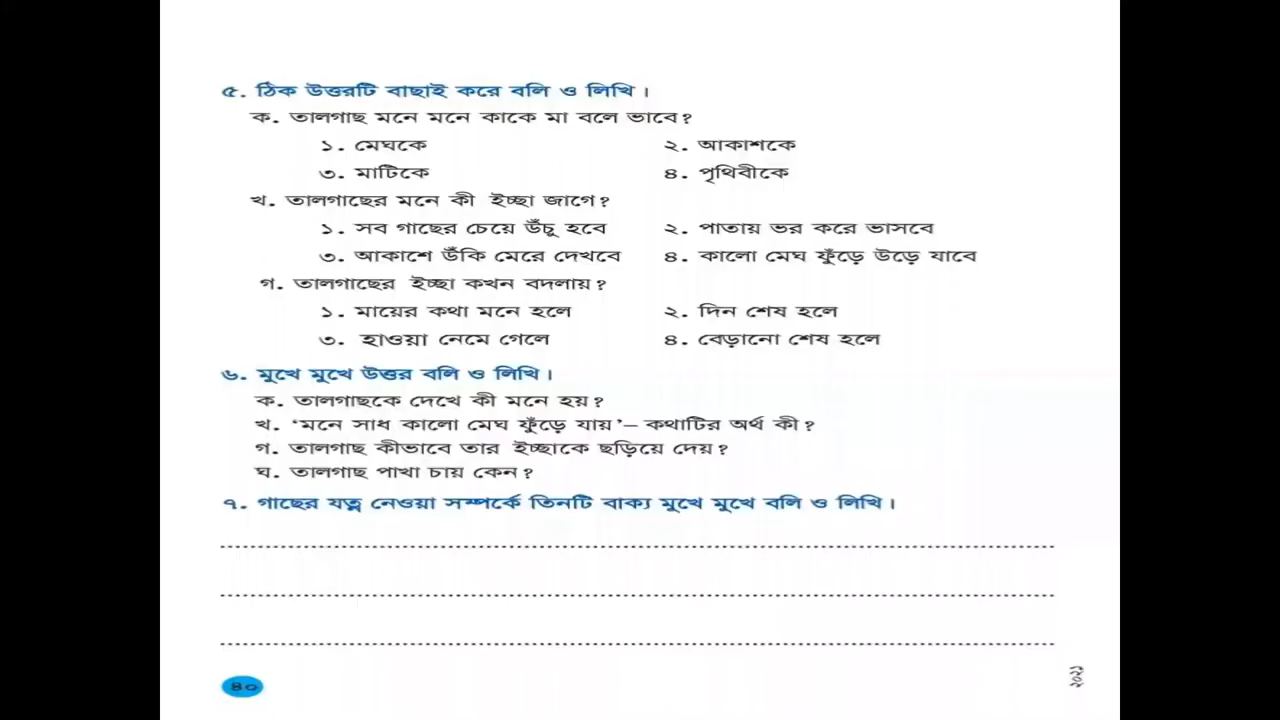 ৫. ঠিক উত্তরটি বাছাই করে বলি ও লিখি।
ক. তালগাছ মনে মনে কাকে মা বলে ভাবে?
১. মেঘকে ২. আকাশকে
৩. মাটিকে ৪. পৃথিবীকে
খ. তালগাছের মনে কী ইচ্ছা জাগে?
১. সব গাছের চেয়ে উঁচু হবে ২. পাতায় ভর করে ভাসবে
৩. আকাশে উঁকি মেরে দেখবে ৪. কালো মেঘ ফুঁড়ে উড়ে যাবে
গ. তালগাছের ইচ্ছা কখন বদলায়?
১. মায়ের কথা মনে হলে ২. দিন শেষ হলে
৩. হাওয়া নেমে গেলে ৪. বেড়ানো শেষ হলে
৬. মুখে মুখে উত্তর বলি ও লিখি।
ক. তালগাছকে দেখে কী মনে হয়?
খ. ‘মনে সাধ কালো মেঘ ফুঁড়ে যায়’– কথাটির অর্থ কী?
গ. তালগাছ কীভাবে তার ইচ্ছাকে ছড়িয়ে দেয়?
ঘ. তালগাছ পাখা চায় কেন?
৭. গাছের যত্ন নেওয়া সম্পর্কে তিনটি বাক্য মুখে মুখে বলি ও লিখি।
৪০
২০২১